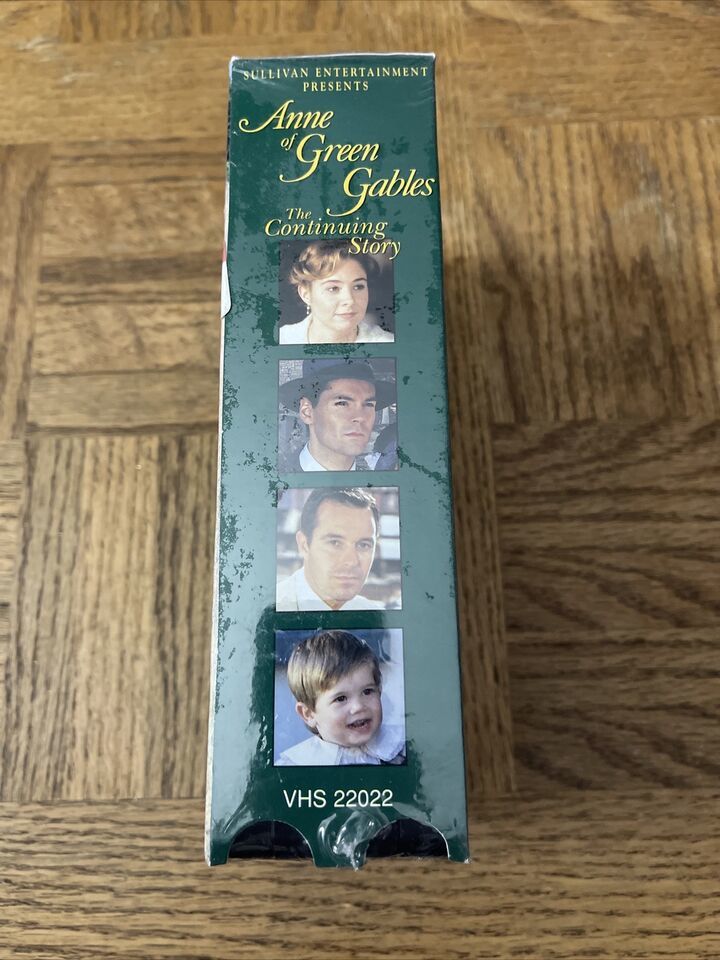 SULLIVAN ENTERTAINMENT
PRESENTS
Anne
of Green
Gables
The
Continuing
Story
VHS 22022